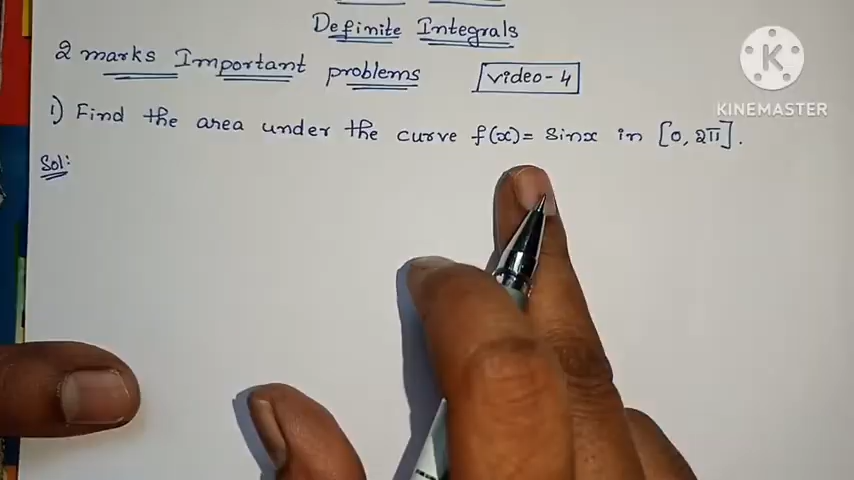 Definite Integrals
2 marks Important problems
video-4
KINEMASTER
1) Find the area under the curve f(x)= sinx in [0, 2π].
Sol: